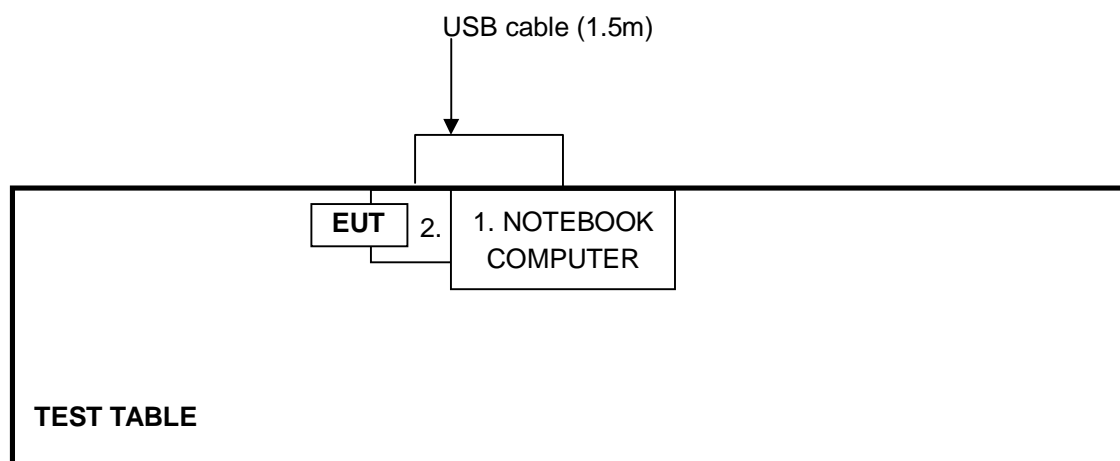 USB cable (1.5m)
EUT
2.
1. NOTEBOOK
COMPUTER
TEST TABLE